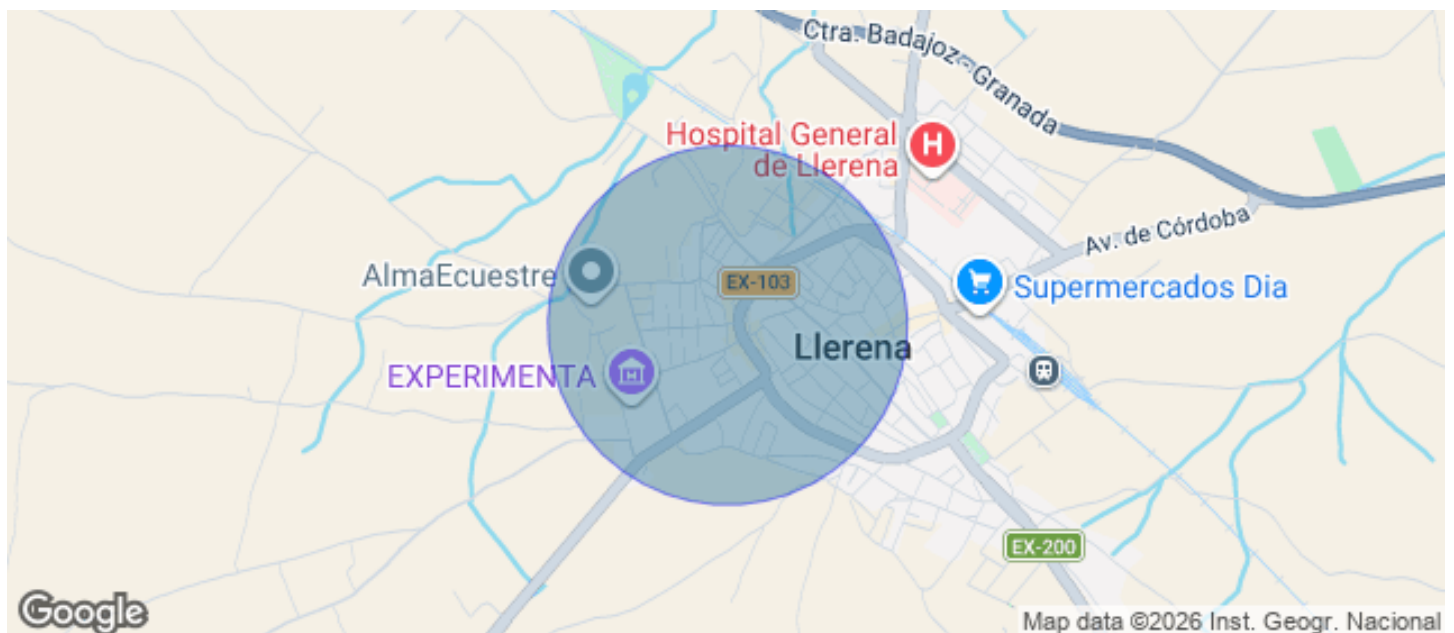 Ctra. Badajoz - Granada
Hospital General
de Llerena
H
Av. de Córdoba
AlmaEcuestre
EX-103
Supermercados Dia
Llerena
EXPERIMENTA
EX-200
Google
Map data ©2026 Inst. Geogr. Nacional